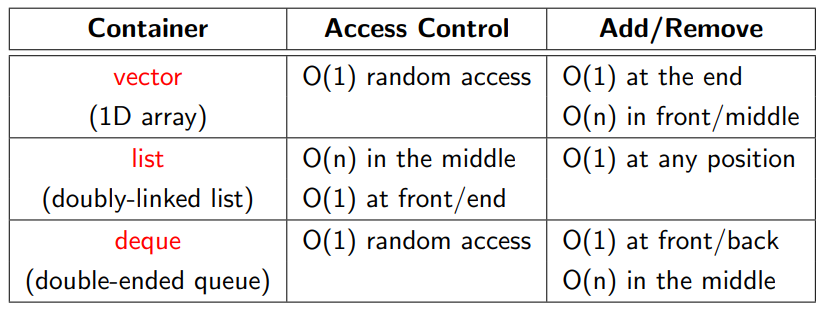 Container Access Control Add/Remove
vector O(1) random access O(1) at the end
(1D array) O(n) in front/middle
list O(n) in the middle O(1) at any position
(doubly-linked list) O(1) at front/end
deque O(1) random access O(1) at front/back
(double-ended queue) O(n) in the middle